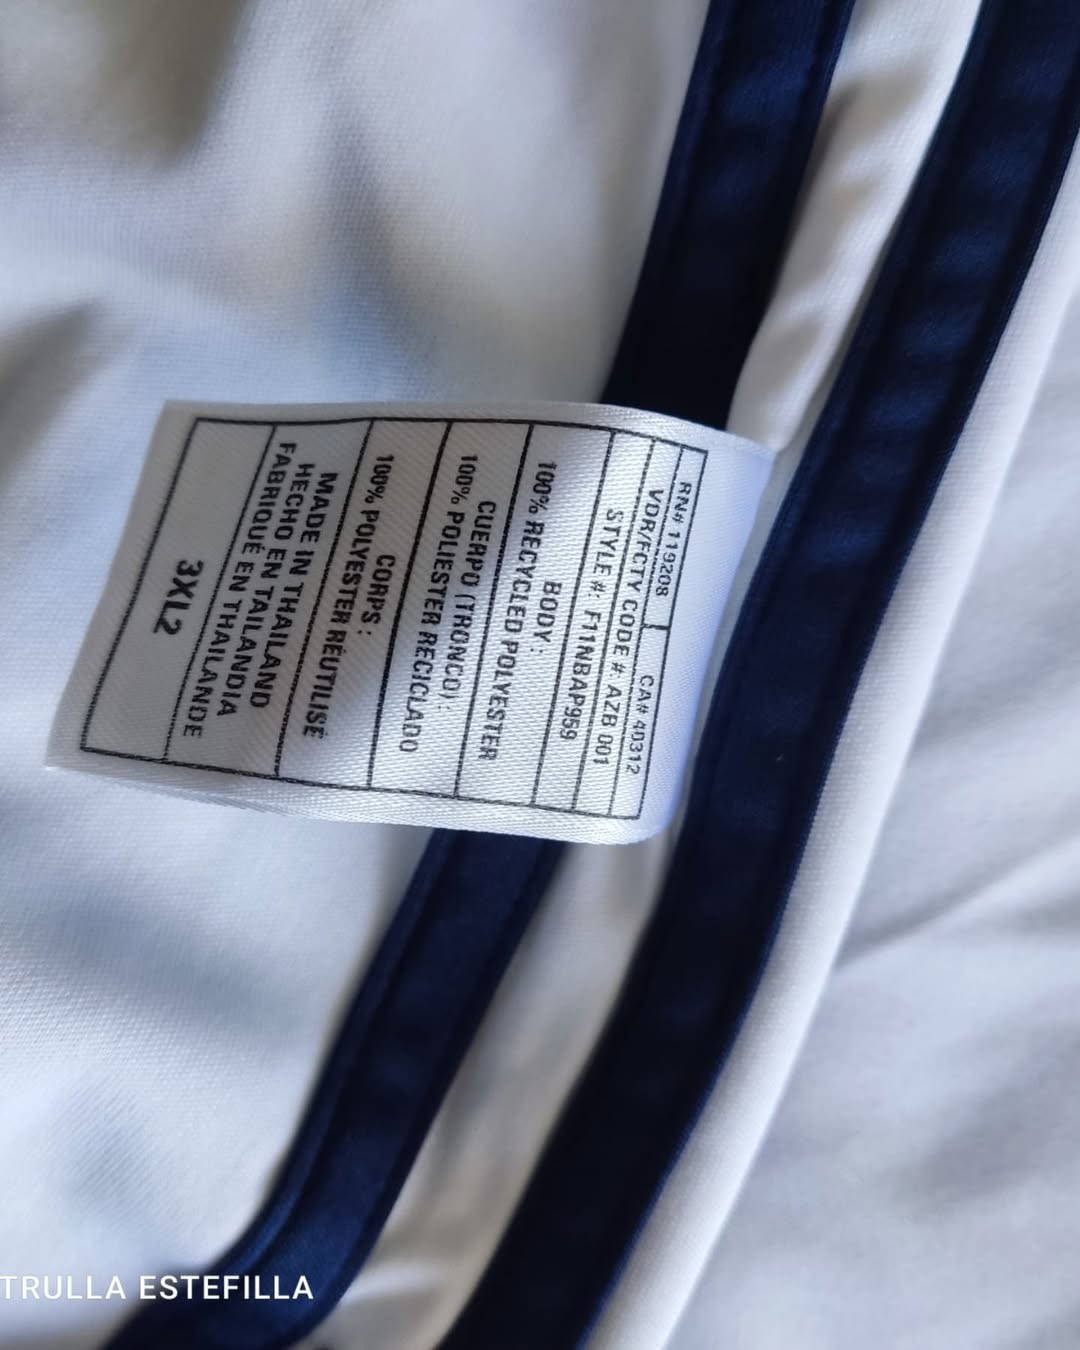 RN# 119208 CA# 40312
VDR/FCTY CODE # AZB 001
STYLE #: F11NBAP959
BODY :
100% RECYCLED POLYESTER
CUERPO (TRONCO) :
100% POLIESTER RECICLADO
CORPS :
100% POLYESTER RÉUTILISÉ
MADE IN THAILAND
HECHO EN TAILANDIA
FABRIQUÉ EN THAILANDE
3XL2
TRULLA ESTEFILLA